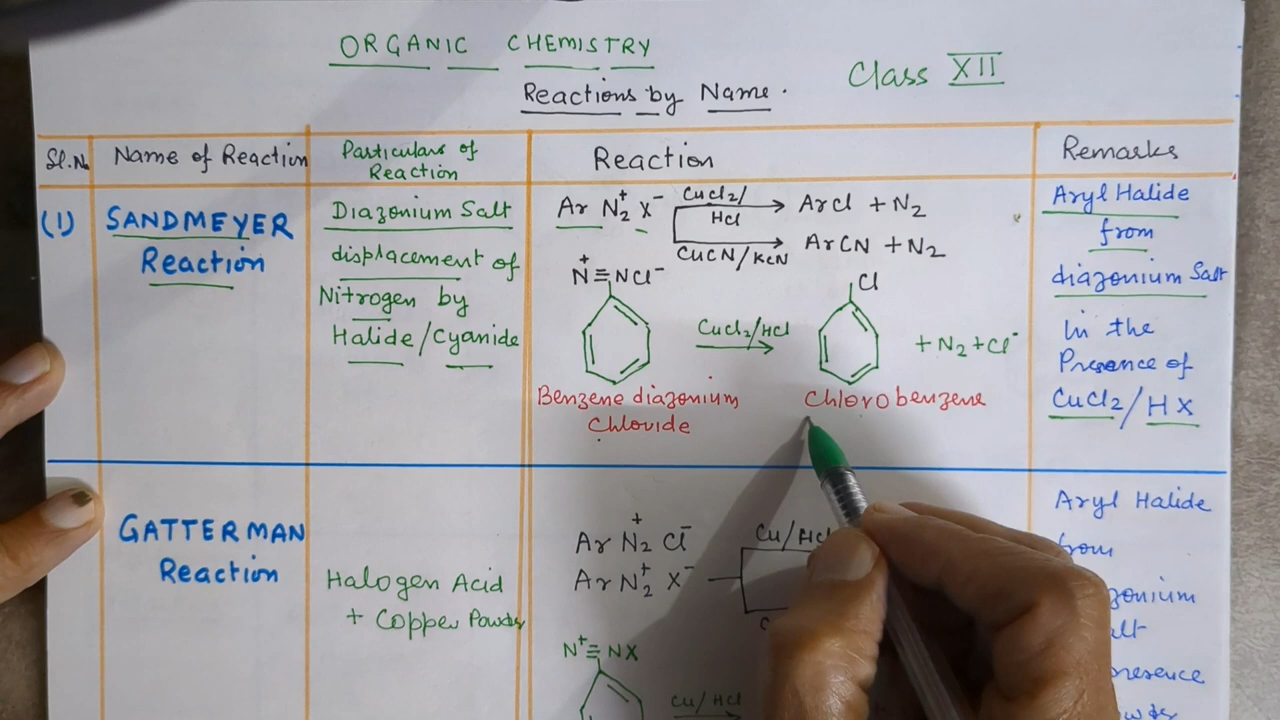 ORGANIC CHEMISTRY
Class XII
Reactions by Name.
Sl.No
Name of Reaction
Particulars of
Reaction
Reaction
Remarks
(1)
SANDMEYER
Reaction
Diazonium Salt
displacement of
Nitrogen by
Halide/Cyanide
Ar N₂⁺ X⁻
CuCl₂/
HCl
ArCl + N₂
CuCN/KCN
ArCN + N₂
N⁺≡NCl⁻
CuCl₂/HCl
Cl
+ N₂ + Cl⁻
Benzene diazonium
Chloride
Chlorobenzene
Aryl Halide
from
diazonium Salt
In the
Presence of
CuCl₂/HX
GATTERMAN
Reaction
Halogen Acid
+ Copper Powder
Ar N₂⁺ Cl⁻
Ar N₂⁺ X⁻
Cu/HCl
N⁺≡NX
Cu/HCl
Aryl Halide
from